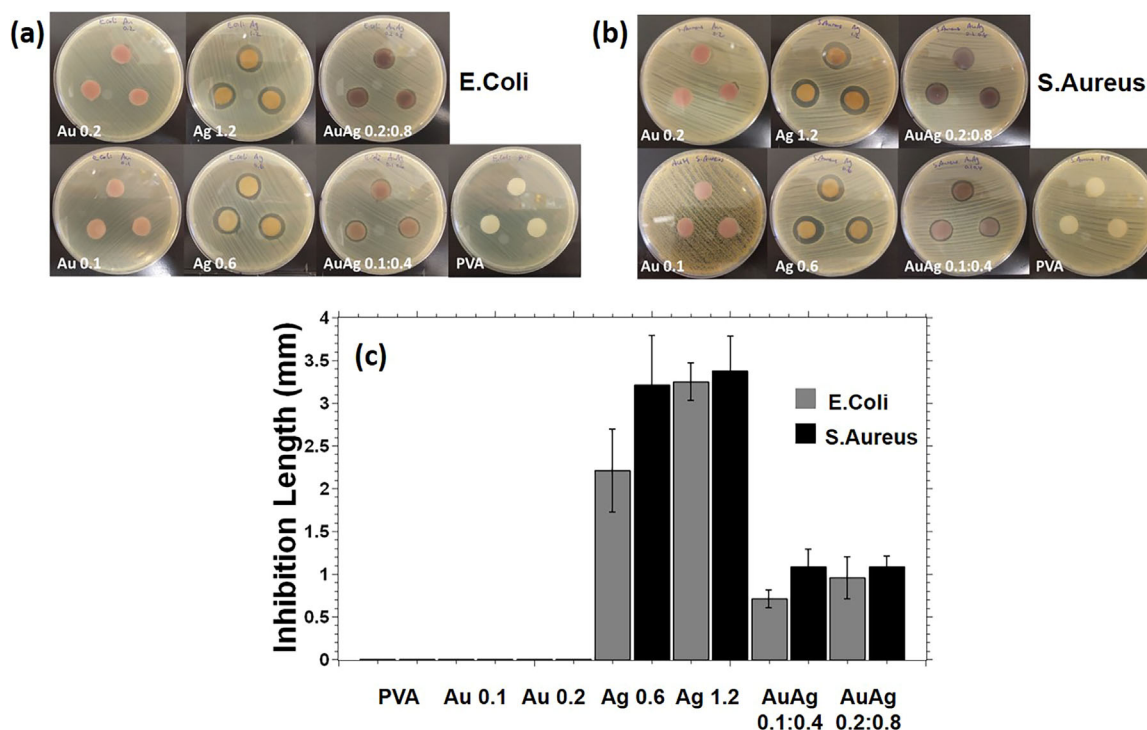 (a)
E.Coli
Au 0.2
Ag 1.2
AuAg 0.2:0.8
Au 0.1
Ag 0.6
AuAg 0.1:0.4
PVA
(b)
S.Aureus
Au 0.2
Ag 1.2
AuAg 0.2:0.8
Au 0.1
Ag 0.6
AuAg 0.1:0.4
PVA
(c)
Inhibition Length (mm)
4
3.5
3
2.5
2
1.5
1
0.5
0
E.Coli
S.Aureus
PVA
Au 0.1
Au 0.2
Ag 0.6
Ag 1.2
AuAg
0.1:0.4
AuAg
0.2:0.8